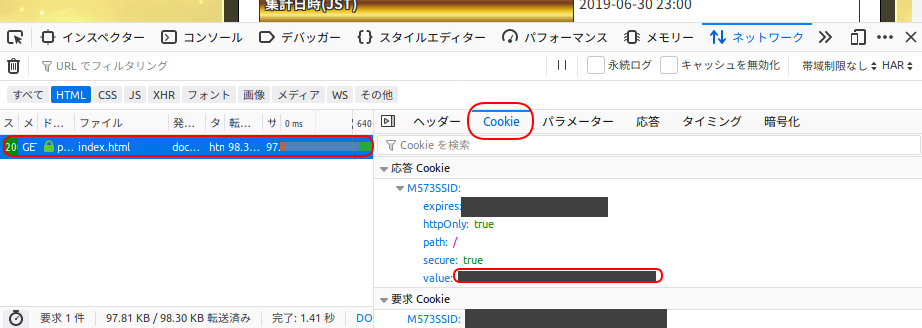 集計日時(JST) 2019-06-30 23:00
インスペクター コンソール デバッガー スタイルエディター パフォーマンス メモリー ネットワーク
URL でフィルタリング 永続ログ キャッシュを無効化 帯域制限なし HAR
すべて HTML CSS JS XHR フォント 画像 メディア WS その他
ス メ ド... ファイル 発... タ 転... サ 0 ms 640
ヘッダー Cookie パラメーター 応答 タイミング 暗号化
20 GE p... index.html doc... htn 98.3... 97.
Cookie を検索
応答 Cookie
M573SSID:
expires:
httpOnly: true
path: /
secure: true
value:
要求 Cookie
M573SSID:
要求 1 件 97.81 KB / 98.30 KB 転送済み 完了: 1.41 秒 DO